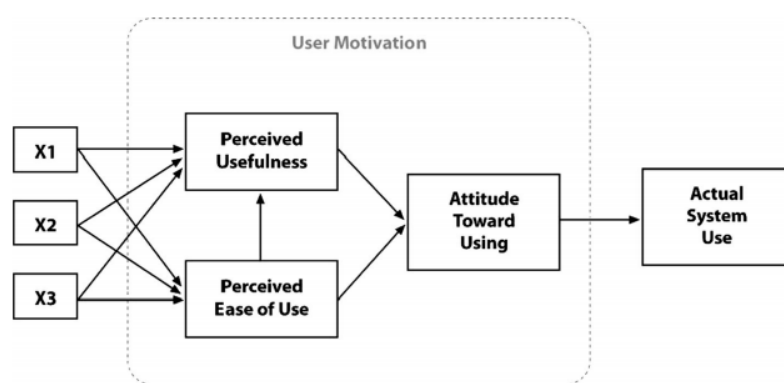 User Motivation
X1
X2
X3
Perceived
Usefulness
Perceived
Ease of Use
Attitude
Toward
Using
Actual
System
Use